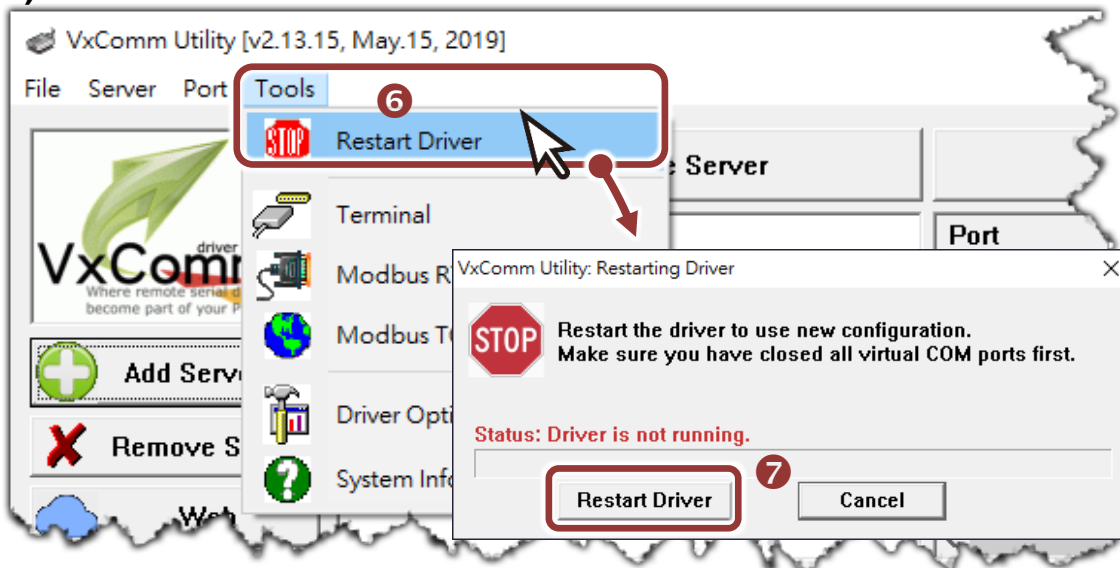 )
VxComm Utility [v2.13.15, May.15, 2019]
File Server Port Tools
6
STOP Restart Driver
Server
Terminal
Port
driver
VxComm
Where remote serial d
become part of your P
Modbus R
Modbus T
VxComm Utility: Restarting Driver
STOP
Restart the driver to use new configuration.
Make sure you have closed all virtual COM ports first.
Add Serv
Driver Opti
Status: Driver is not running.
Remove S
System Info
7
Restart Driver Cancel
Web